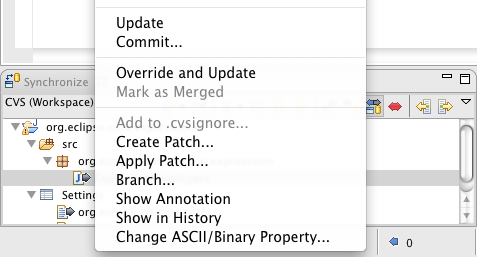 Update
Commit...
Override and Update
Mark as Merged
Synchronize
CVS (Workspace)
Add to .cvsignore...
org.eclips
Create Patch...
src
Apply Patch...
org.e
Branch...
J
Show Annotation
Setting
Show in History
org.e
Change ASCII/Binary Property...
0